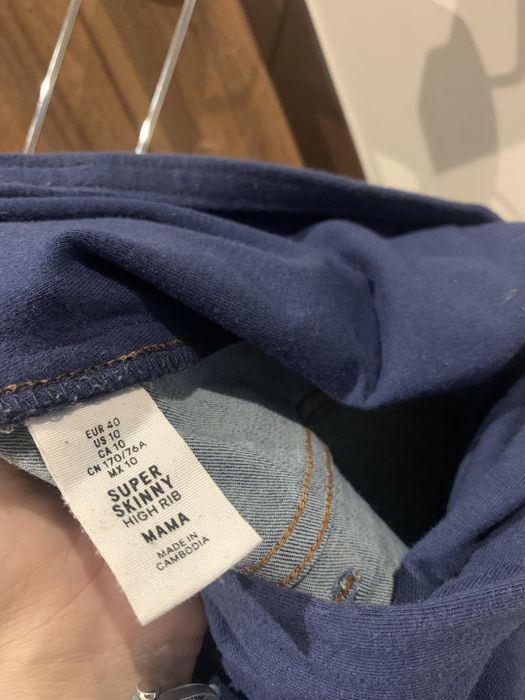 EUR 40
US 10
CA 10
CN 170/76A
MX 10
SUPER
SKINNY
HIGH RIB
MAMA
MADE IN
CAMBODIA